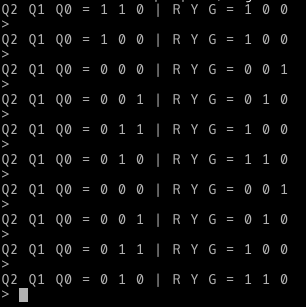 Q2 Q1 Q0 = 1 1 0 | R Y G = 1 0 0
>
Q2 Q1 Q0 = 1 0 0 | R Y G = 1 0 0
>
Q2 Q1 Q0 = 0 0 0 | R Y G = 0 0 1
>
Q2 Q1 Q0 = 0 0 1 | R Y G = 0 1 0
>
Q2 Q1 Q0 = 0 1 1 | R Y G = 1 0 0
>
Q2 Q1 Q0 = 0 1 0 | R Y G = 1 1 0
>
Q2 Q1 Q0 = 0 0 0 | R Y G = 0 0 1
>
Q2 Q1 Q0 = 0 0 1 | R Y G = 0 1 0
>
Q2 Q1 Q0 = 0 1 1 | R Y G = 1 0 0
>
Q2 Q1 Q0 = 0 1 0 | R Y G = 1 1 0
>